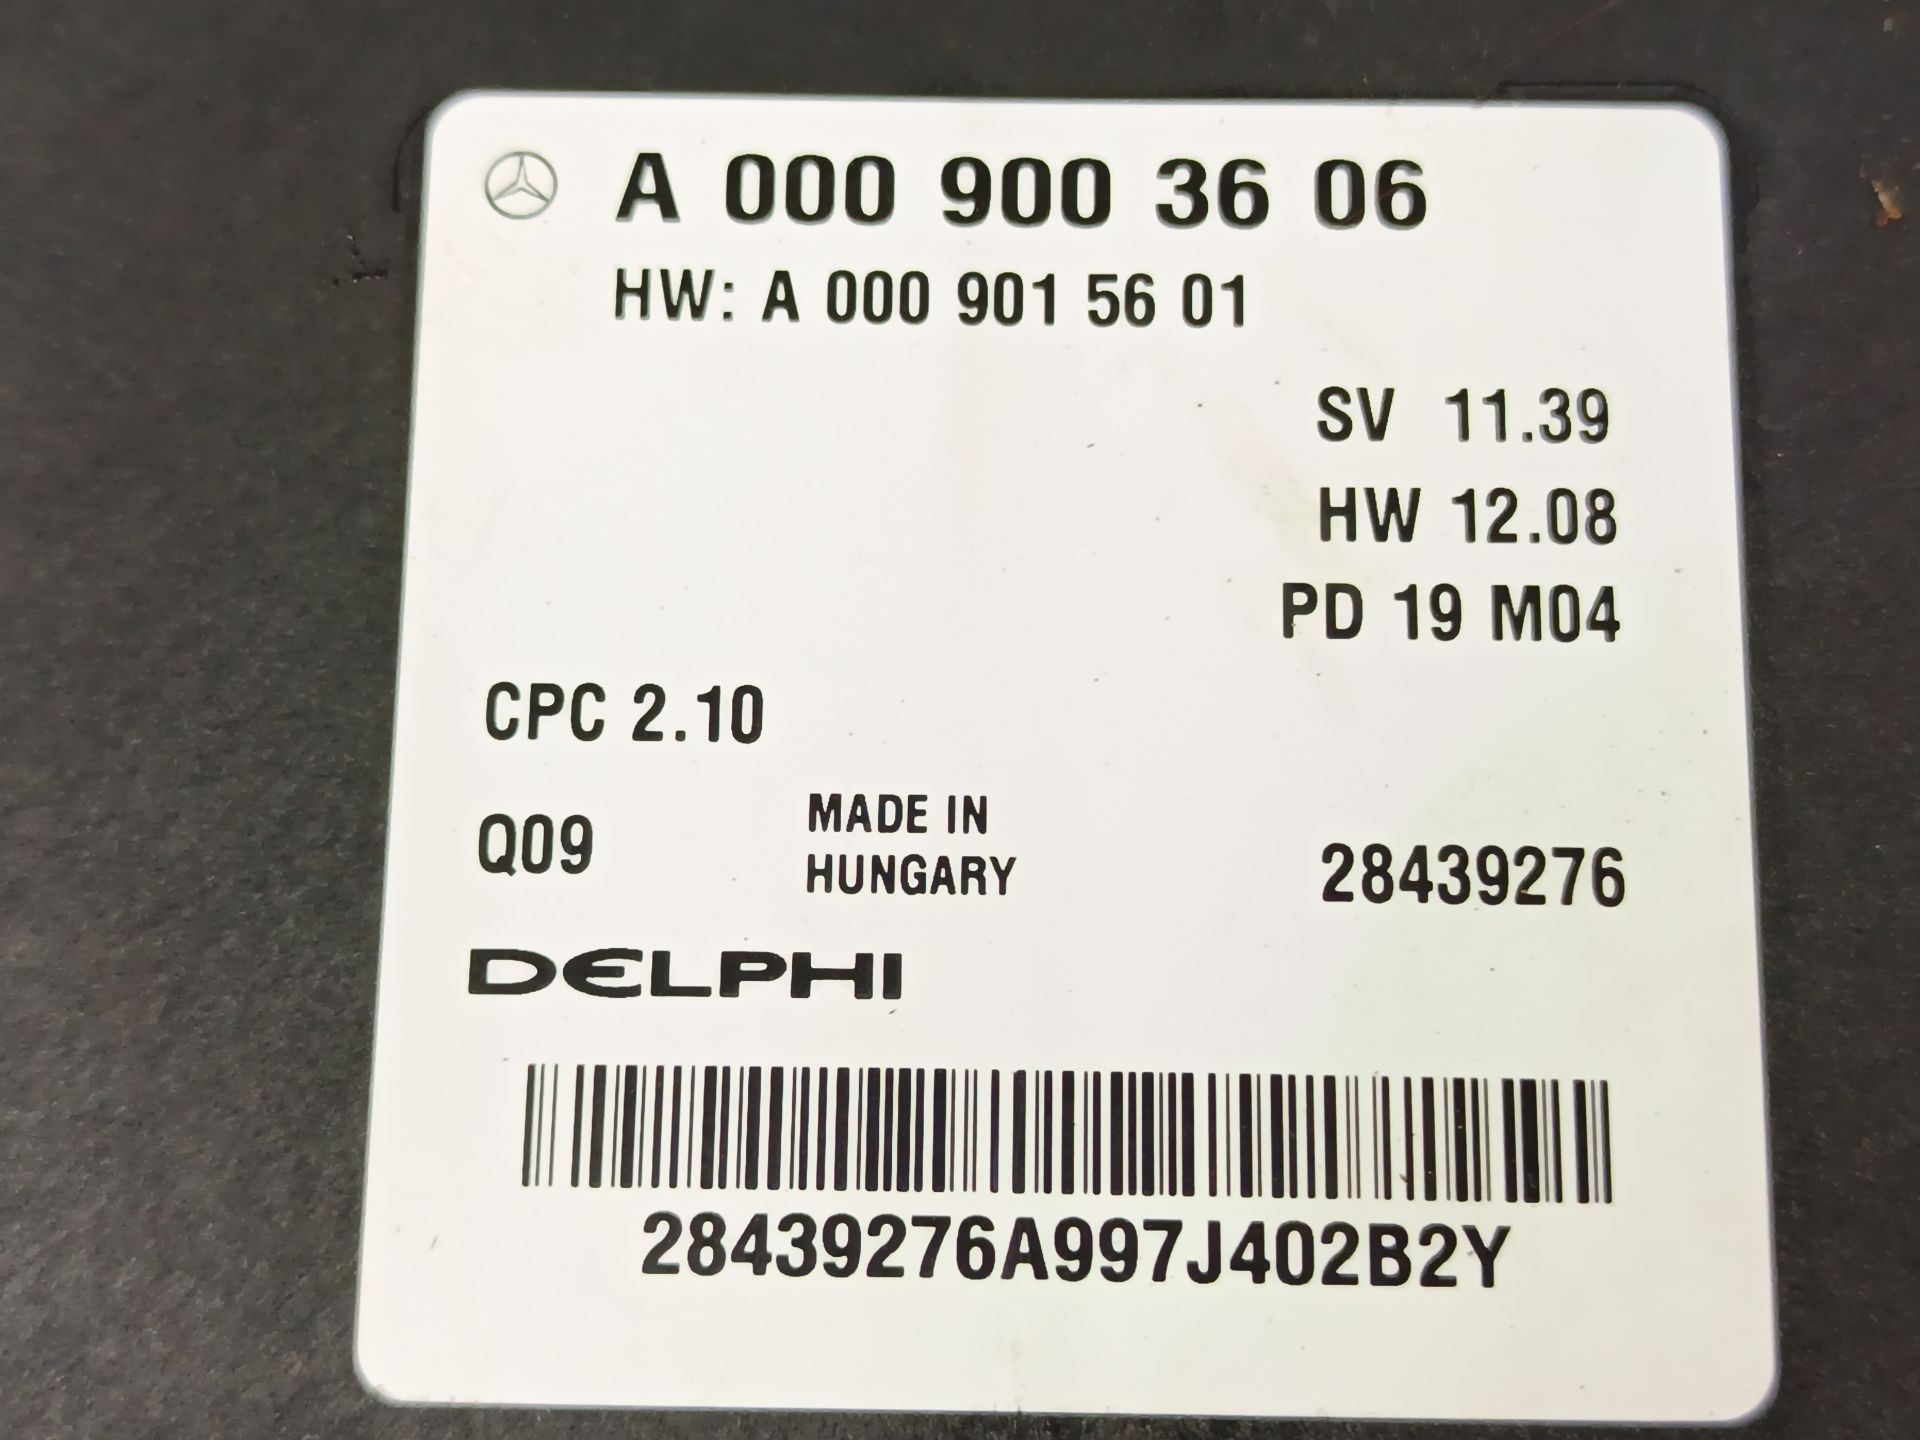 A 000 900 36 06
HW: A 000 901 56 01
SV 11.39
HW 12.08
PD 19 M04
CPC 2.10
Q09
MADE IN
HUNGARY
28439276
DELPHI
28439276A997J402B2Y